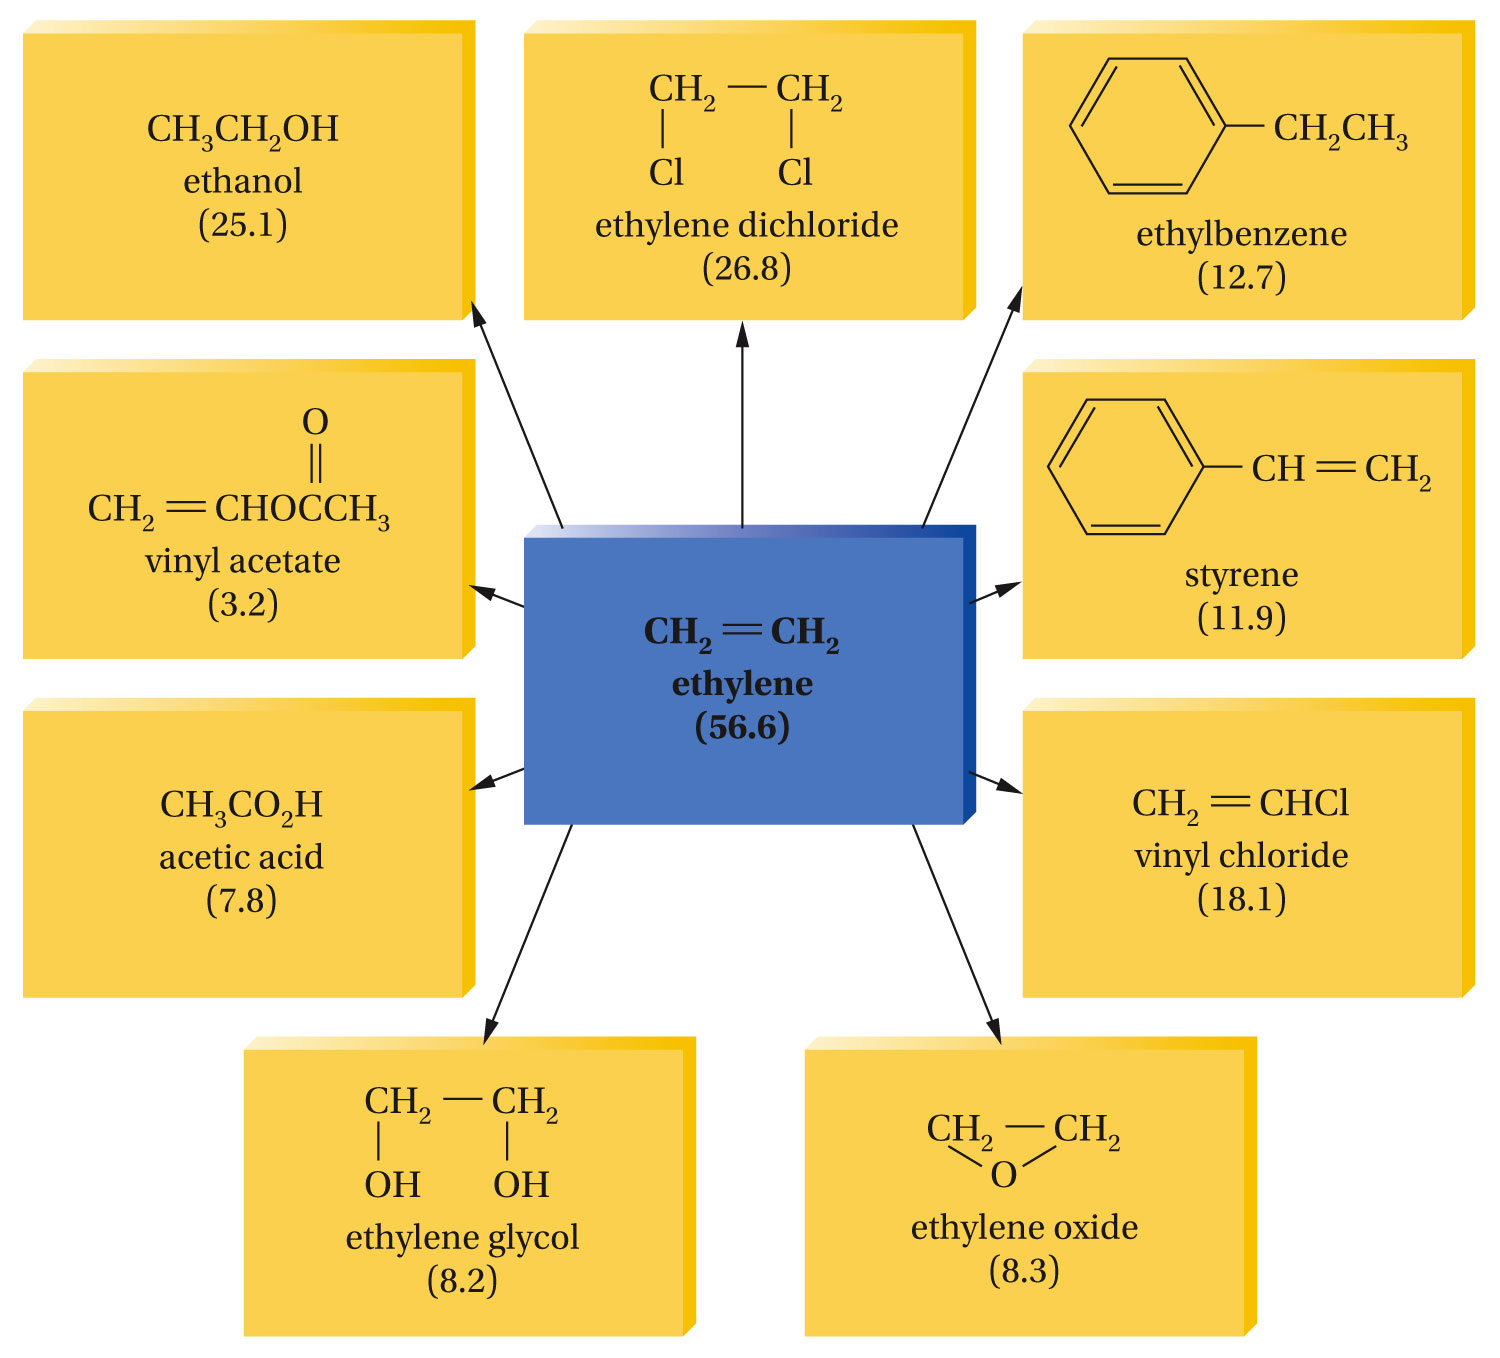 CH₃CH₂OH
ethanol
(25.1)
CH₂ — CH₂
Cl Cl
ethylene dichloride
(26.8)
CH₂CH₃
ethylbenzene
(12.7)
O
CH₂ = CHOCCH₃
vinyl acetate
(3.2)
CH = CH₂
styrene
(11.9)
CH₂ = CH₂
ethylene
(56.6)
CH₃CO₂H
acetic acid
(7.8)
CH₂ = CHCl
vinyl chloride
(18.1)
CH₂ — CH₂
OH OH
ethylene glycol
(8.2)
CH₂ — CH₂
O
ethylene oxide
(8.3)